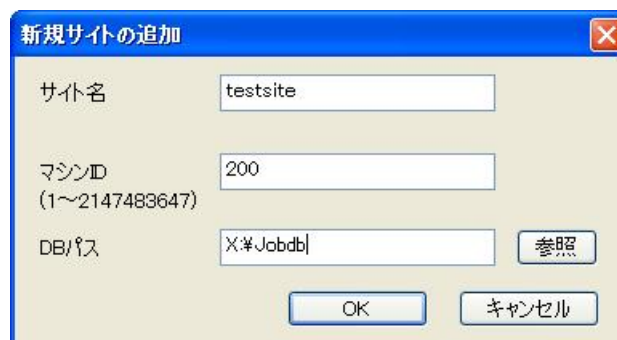 新規サイトの追加
サイト名 testsite
マシンID 200
(1～2147483647)
DBパス X:¥Jobdb 参照
OK キャンセル